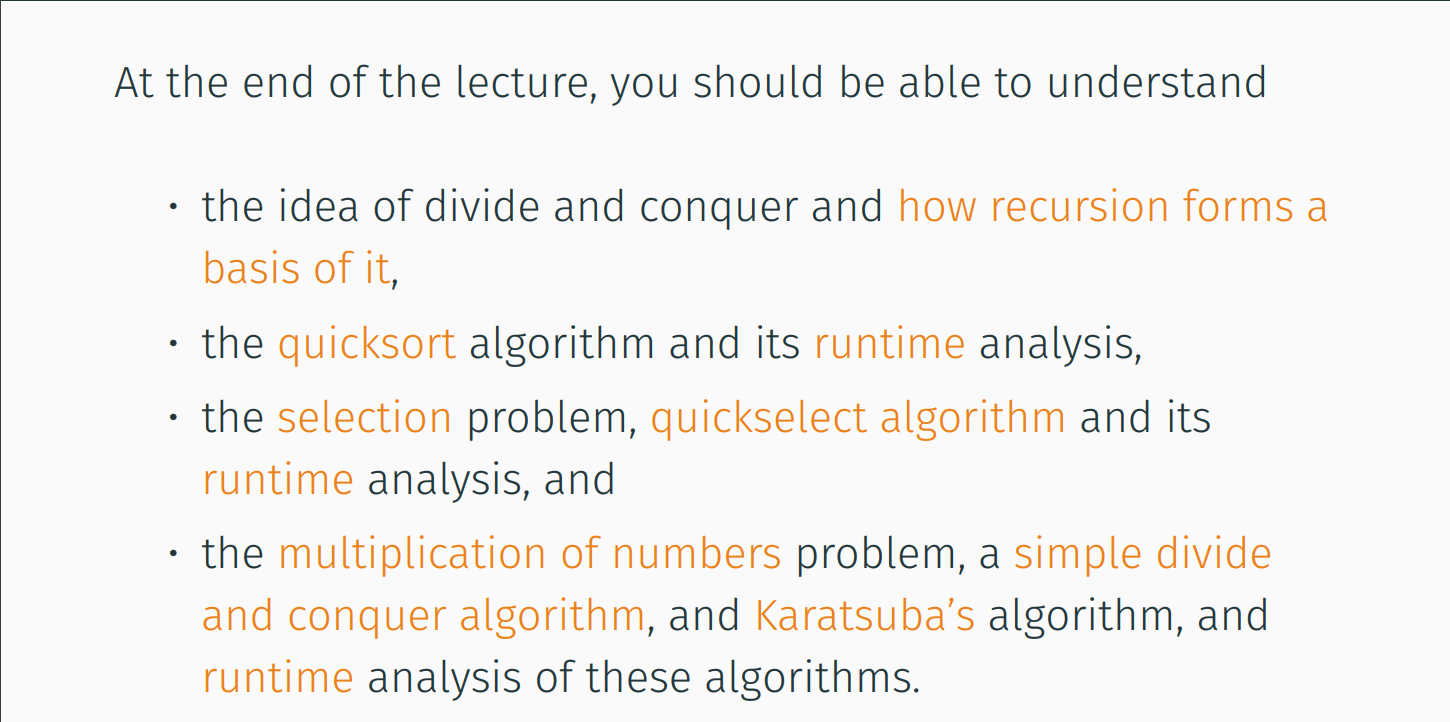 At the end of the lecture, you should be able to understand
• the idea of divide and conquer and how recursion forms a
basis of it,
• the quicksort algorithm and its runtime analysis,
• the selection problem, quickselect algorithm and its
runtime analysis, and
• the multiplication of numbers problem, a simple divide
and conquer algorithm, and Karatsuba’s algorithm, and
runtime analysis of these algorithms.